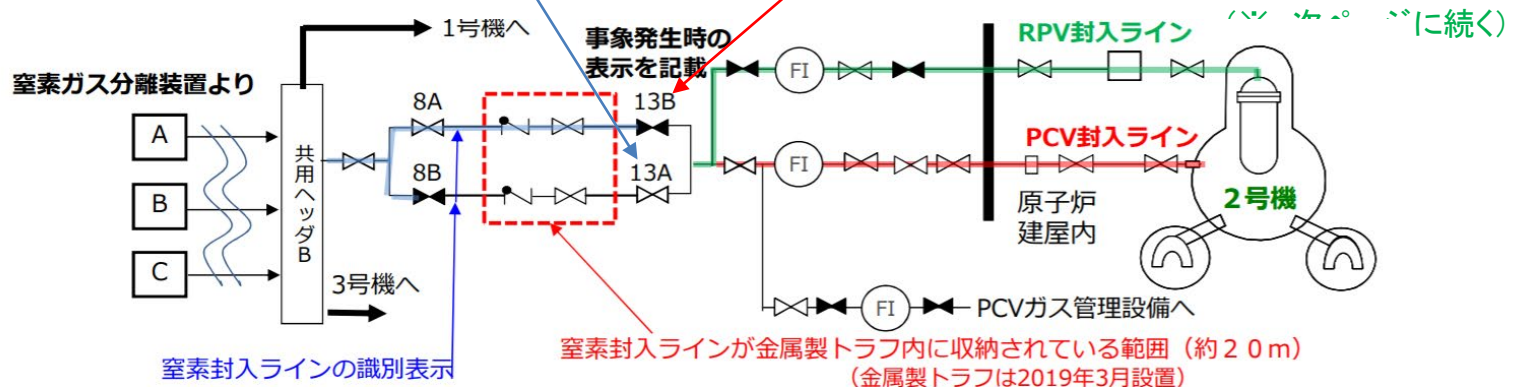 に続く）
1号機へ
事象発生時の
表示を記載
RPV封入ライン
窒素ガス分離装置より
8A
13B
A
FI
PCV封入ライン
共用ヘッダB
8B
13A
FI
B
原子炉
建屋内
2号機
C
3号機へ
FI
PCVガス管理設備へ
窒素封入ラインの識別表示
窒素封入ラインが金属製トラフ内に収納されている範囲（約２０ｍ）
（金属製トラフは2019年3月設置）